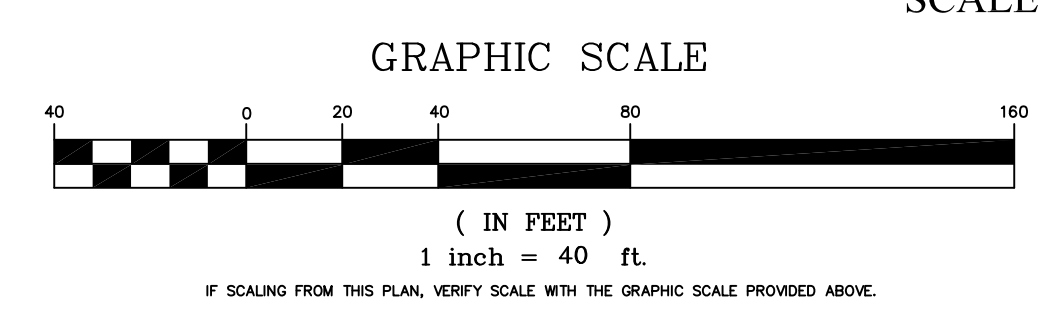 SCALE
GRAPHIC SCALE
40 0 20 40 80 160
( IN FEET )
1 inch = 40 ft.
IF SCALING FROM THIS PLAN, VERIFY SCALE WITH THE GRAPHIC SCALE PROVIDED ABOVE.